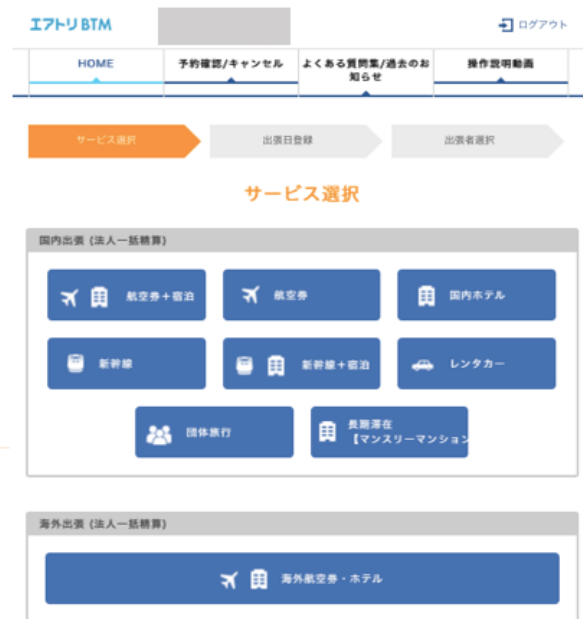 エアトリ BTM
ログアウト
HOME
予約確認/キャンセル
よくある質問集/過去のお
知らせ
操作説明動画
サービス選択
出張日登録
出張者選択
サービス選択
国内出張 (法人一括精算)
航空券+宿泊
航空券
国内ホテル
新幹線
新幹線+宿泊
レンタカー
団体旅行
長期滞在
【マンスリーマンション
海外出張 (法人一括精算)
海外航空券・ホテル